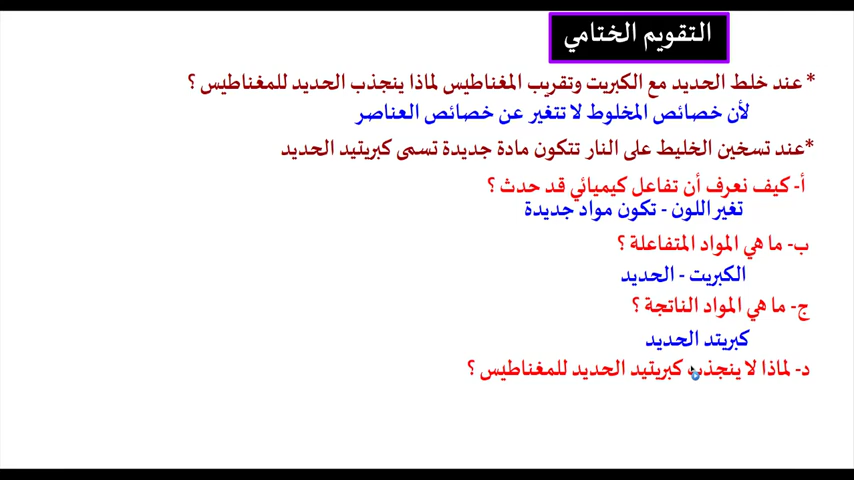 التقويم الختامي
* عند خلط الحديد مع الكبريت وتقريب المغناطيس لماذا ينجذب الحديد للمغناطيس ؟
لأن خصائص المخلوط لا تتغير عن خصائص العناصر
*عند تسخين الخليط على النار تتكون مادة جديدة تسمى كبريتيد الحديد
أ- كيف نعرف أن تفاعل كيميائي قد حدث ؟
تغير اللون - تكون مواد جديدة
ب- ما هي المواد المتفاعلة ؟
الكبريت - الحديد
ج- ما هي المواد الناتجة ؟
كبريتد الحديد
د- لماذا لا ينجذب كبريتيد الحديد للمغناطيس ؟